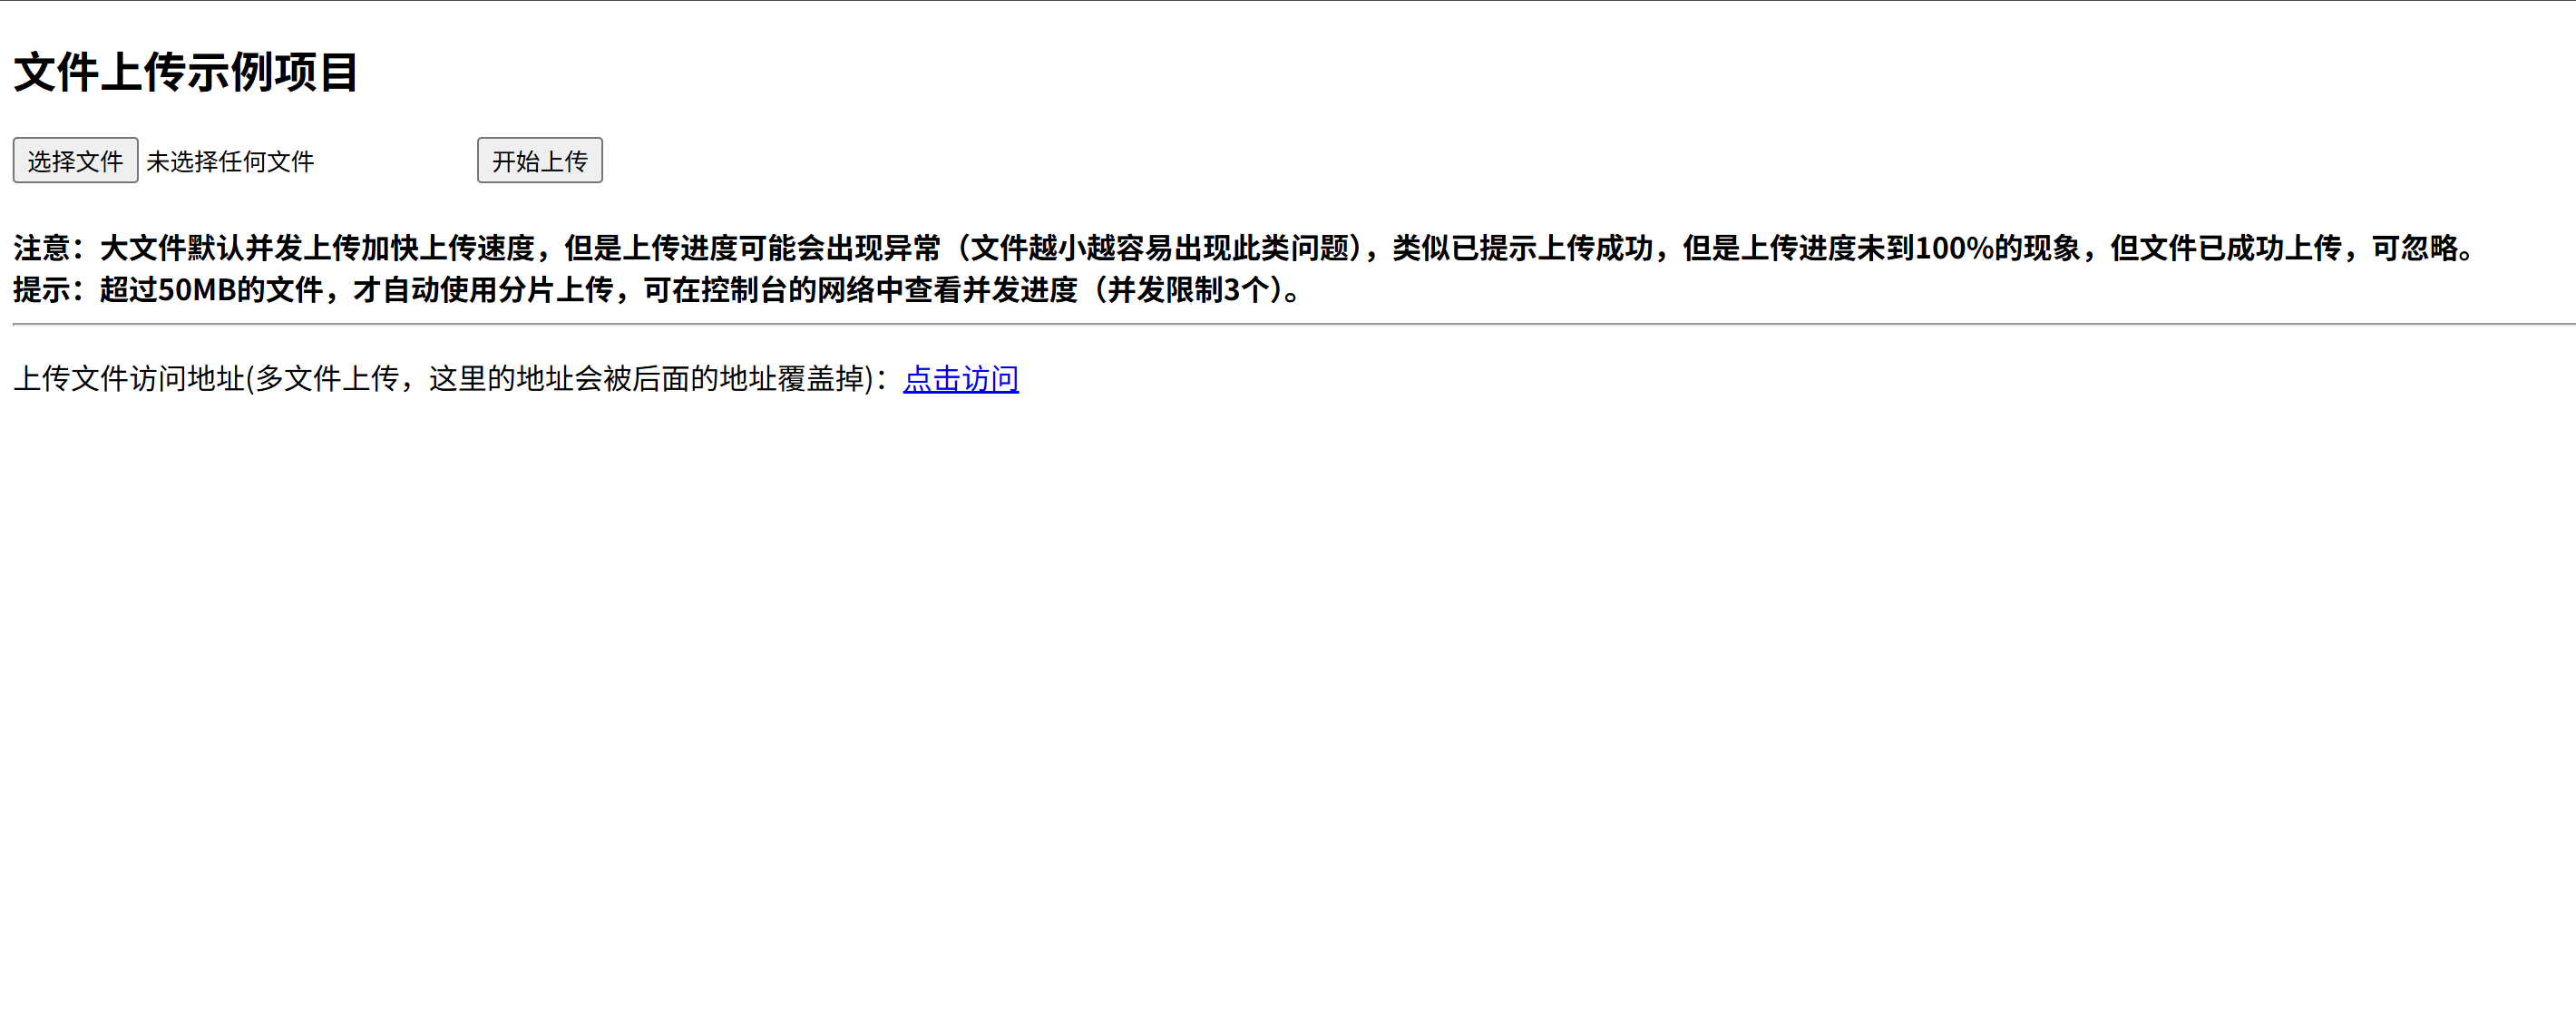 文件上传示例项目
选择文件 未选择任何文件 开始上传
注意：大文件默认并发上传加快上传速度，但是上传进度可能会出现异常（文件越小越容易出现此类问题），类似已提示上传成功，但是上传进度未到100%的现象，但文件已成功上传，可忽略。
提示：超过50MB的文件，才自动使用分片上传，可在控制台的网络中查看并发进度（并发限制3个）。
上传文件访问地址(多文件上传，这里的地址会被后面的地址覆盖掉)：点击访问